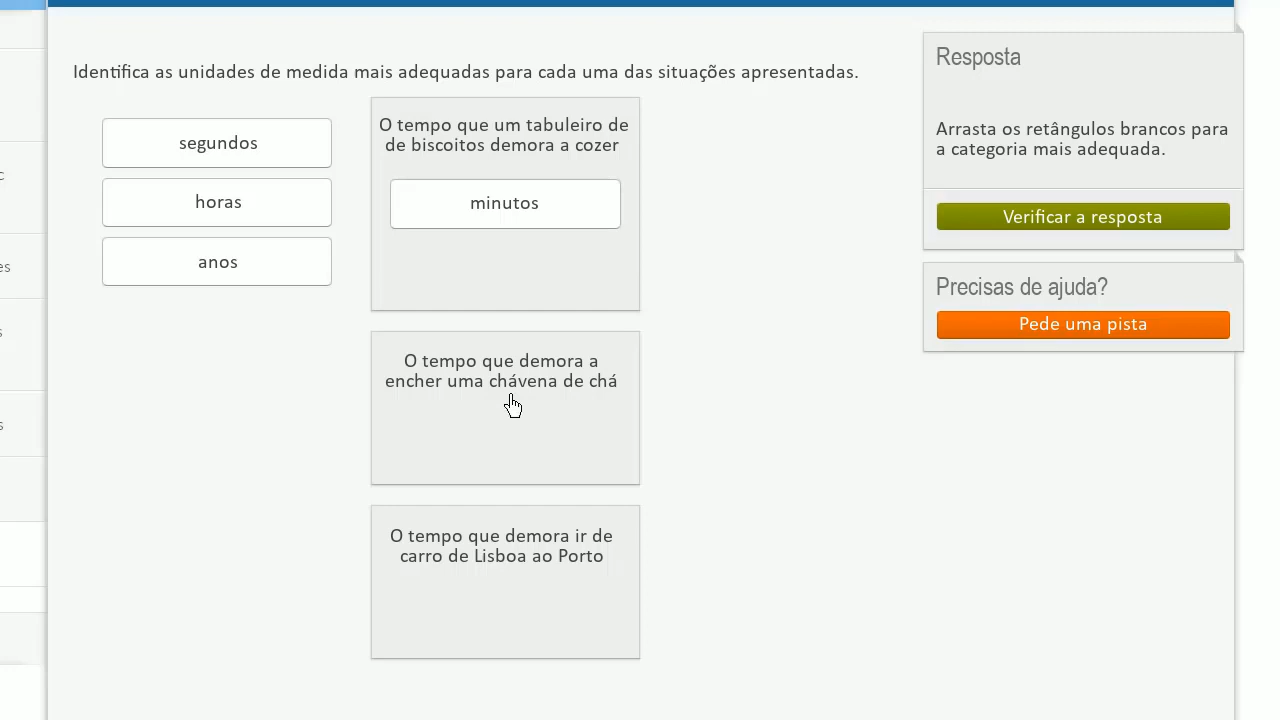 Identifica as unidades de medida mais adequadas para cada uma das situações apresentadas.
segundos
horas
anos
O tempo que um tabuleiro de
de biscoitos demora a cozer
minutos
O tempo que demora a
encher uma chávena de chá
O tempo que demora ir de
carro de Lisboa ao Porto
Resposta
Arrasta os retângulos brancos para
a categoria mais adequada.
Verificar a resposta
Precisas de ajuda?
Pede uma pista